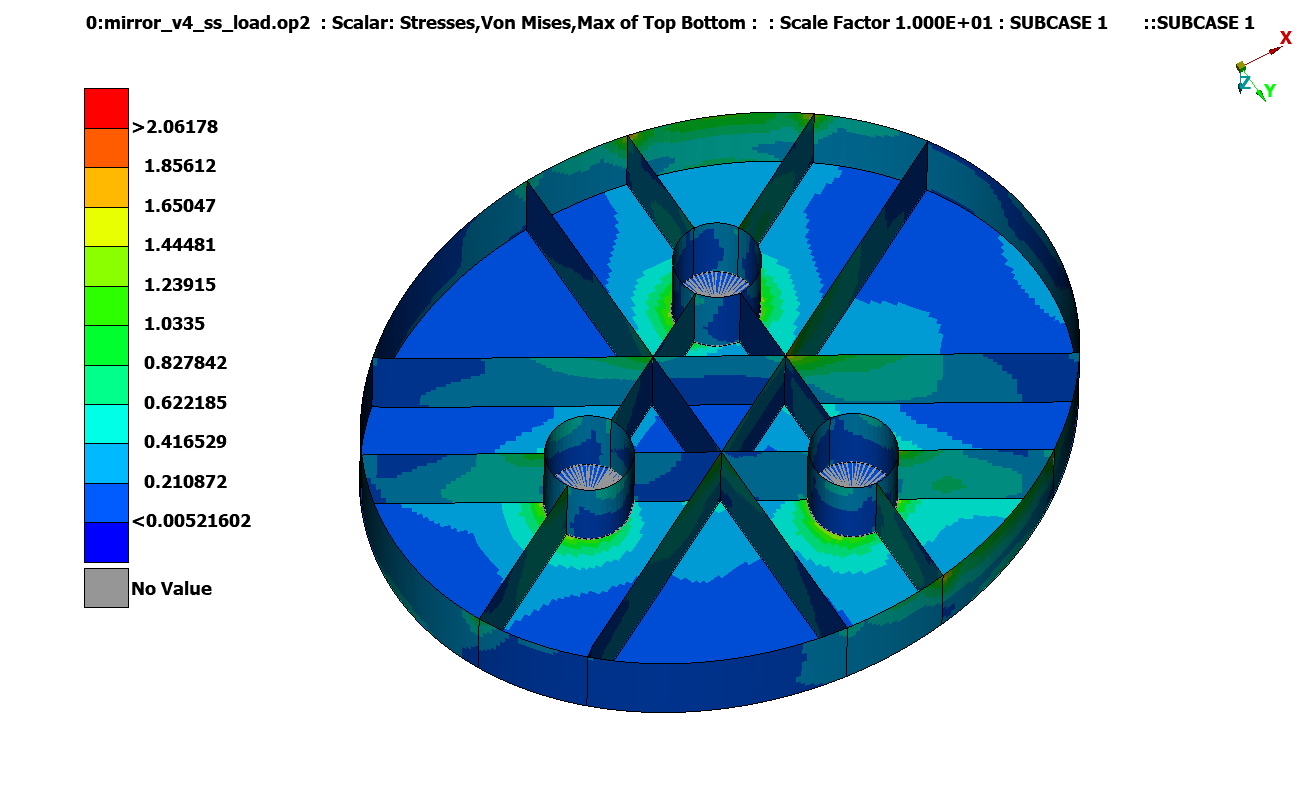 0:mirror_v4_ss_load.op2 : Scalar: Stresses,Von Mises,Max of Top Bottom : : Scale Factor 1.000E+01 : SUBCASE 1 ::SUBCASE 1
X
Z
Y
>2.06178
1.85612
1.65047
1.44481
1.23915
1.0335
0.827842
0.622185
0.416529
0.210872
<0.00521602
No Value